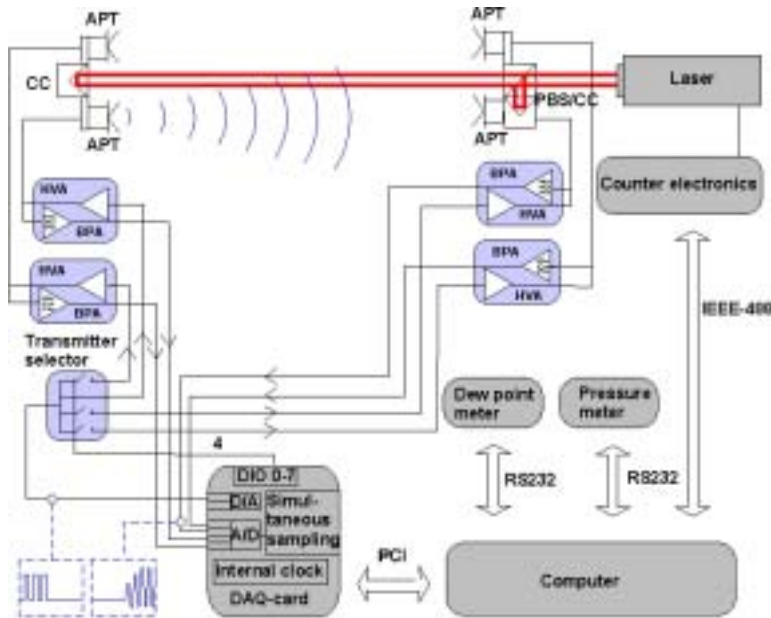 APT
APT
CC
Laser
PBS/CC
APT
APT
HVA
BPA
BPA
HVA
Counter electronics
HVA
BPA
BPA
HVA
IEEE-488
Transmitter
selector
Dew point
meter
Pressure
meter
4
RS232
RS232
DIO 0-7
D/A
Simul-
taneous
sampling
A/D
Internal clock
DAQ-card
PCI
Computer